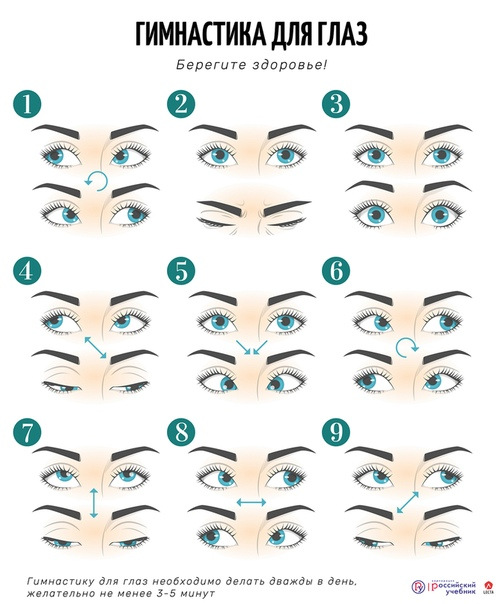 ГИМНАСТИКА ДЛЯ ГЛАЗ
Берегите здоровье!
1
2
3
4
5
6
7
8
9
Гимнастику для глаз необходимо делать дважды в день,
желательно не менее 3-5 минут
российский
учебник
LECTA